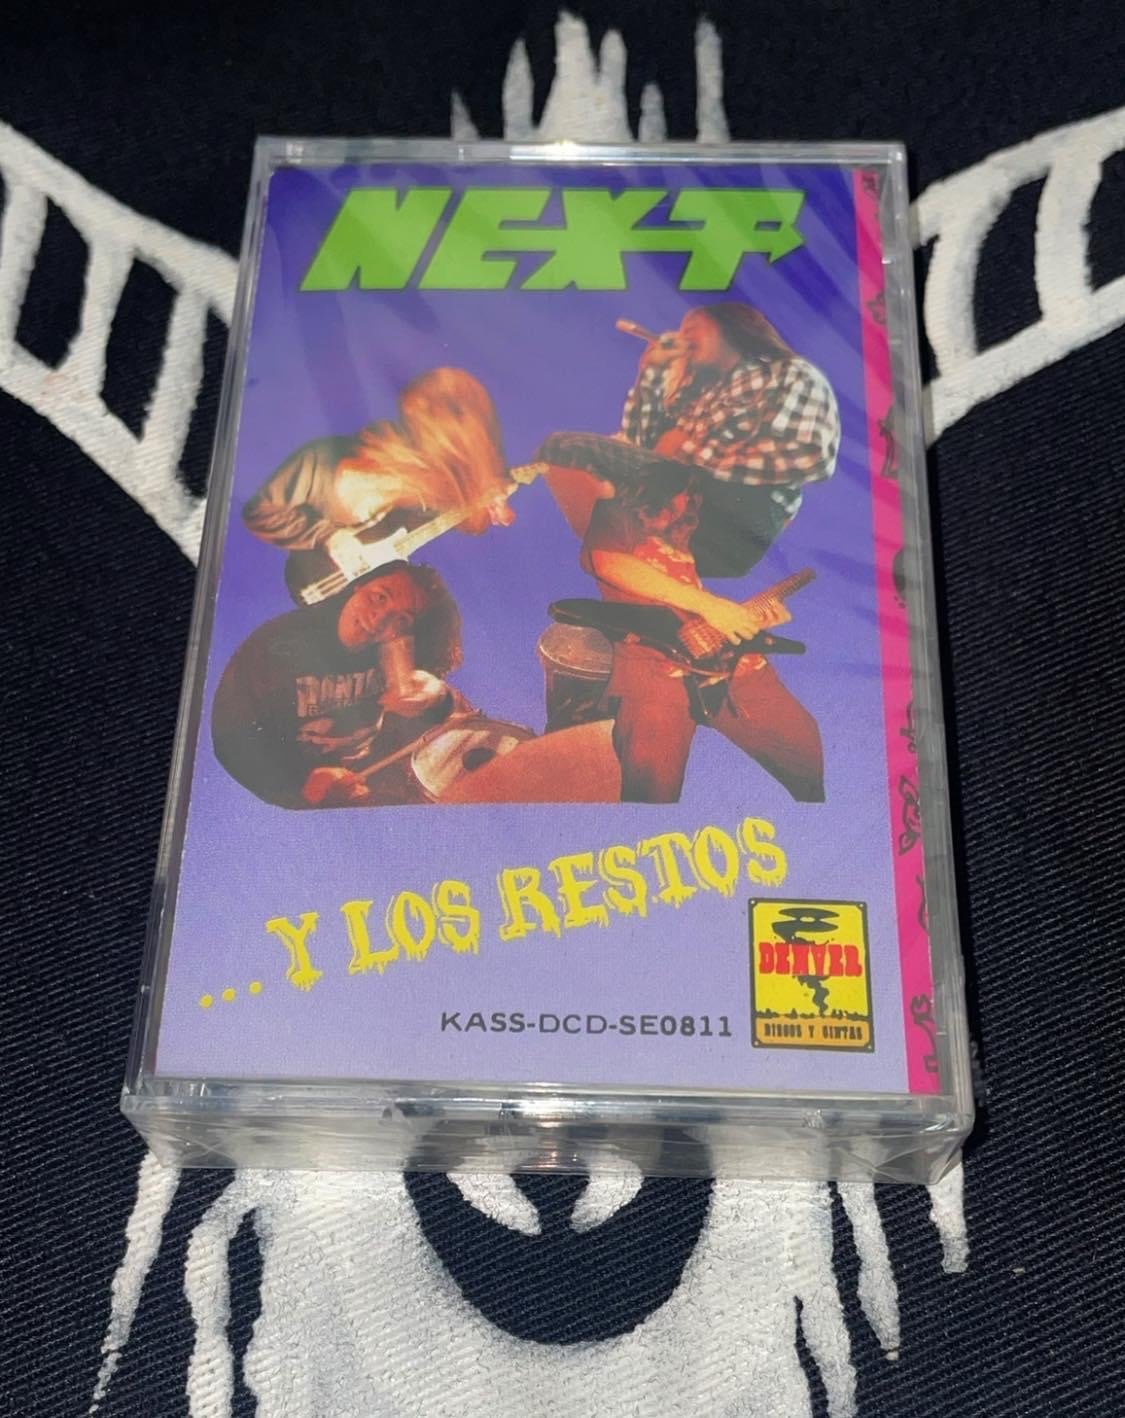 NEXT
...Y LOS RESTOS
DENVER
DISCOS Y CINTAS
KASS-DCD-SE0811